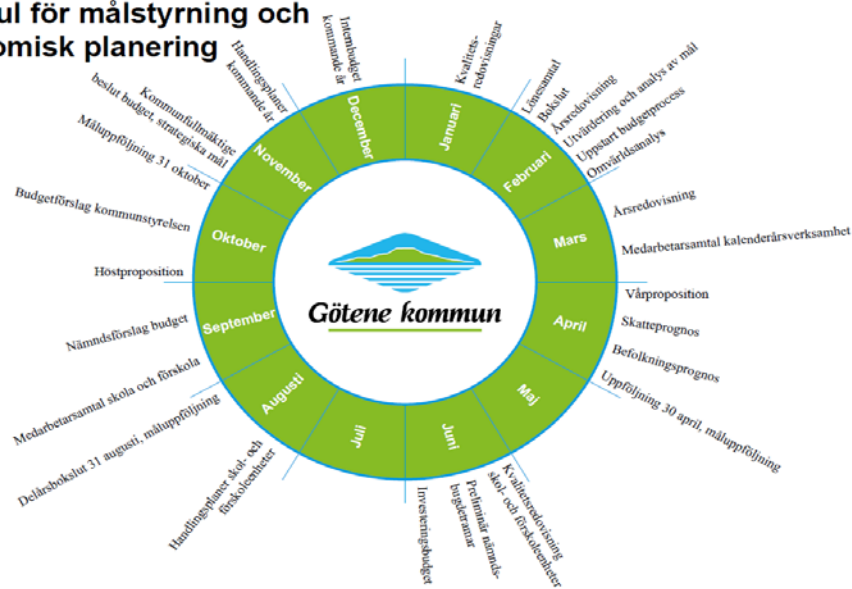 ul för målstyrning och
omisk planering
Januari
Kvalitets-
redovisningar
Februari
Lönesamtal
Bokslut
Årsredovisning
Utvärdering och analys av mål
Uppstart budgetprocess
Omvärldsanalys
Mars
Årsredovisning
Medarbetarsamtal kalenderårsverksamhet
April
Vårproposition
Skatteprognos
Befolkningsprognos
Maj
Uppföljning 30 april, måluppföljning
Juni
Kvalitetsredovisning
skol- och förskoleenheter
Preliminär nämnds-
bugdetramar
Investeringsbudget
Juli
Augusti
Handlingsplaner skol- och
förskoleenheter
Delårsbokslut 31 augusti, måluppföljning
September
Medarbetarsamtal skola och förskola
Nämndsförslag budget
Oktober
Höstproposition
Budgetförslag kommunstyrelsen
Måluppföljning 31 oktober
November
Kommunfullmäktige
beslut budget, strategiska mål
Handlingsplaner
kommande år
December
Internbudget
kommande år
Götene kommun